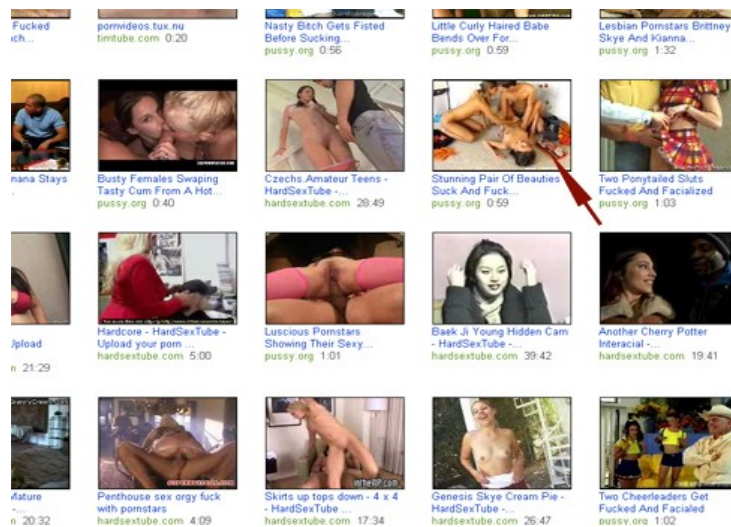 Fucked
pornvideos.tux.nu
Nasty Bitch Gets Fisted
Little Curly Haired Babe
Lesbian Pornstars Brittney
ch...
timtube.com 0:20
Before Sucking...
Bends Over For...
Skye And Kianna...
pussy.org 0:56
pussy.org 0:59
pussy.org 1:32
nana Stays
Busty Females Swaping
Czechs.Amateur Teens -
Stunning Pair Of Beauties
Two Ponytailed Sluts
Tasty Cum From A Hot...
HardSexTube -...
Suck And Fuck...
Fucked And Facialized
pussy.org 0:40
hardsextube.com 28:49
pussy.org 0:59
pussy.org 1:03
Hardcore - HardSexTube -
Luscious Pornstars
Baek Ji Young Hidden Cam
Another Cherry Potter
Upload
Upload your porn ...
Showing Their Sexy...
- HardSexTube -...
Interacial -...
hardsextube.com 5:00
pussy.org 1:01
hardsextube.com 39:42
hardsextube.com 19:41
21:29
Mature
Penthouse sex orgy fuck
Skirts up tops down - 4 x 4
Genesis Skye Cream Pie -
Two Cheerleaders Get
-...
with pornstars
- HardSexTube ...
HardSexTube -...
Fucked And Facialed
20:32
hardsextube.com 4:09
hardsextube.com 17:34
hardsextube.com 26:47
pussy.org 1:02